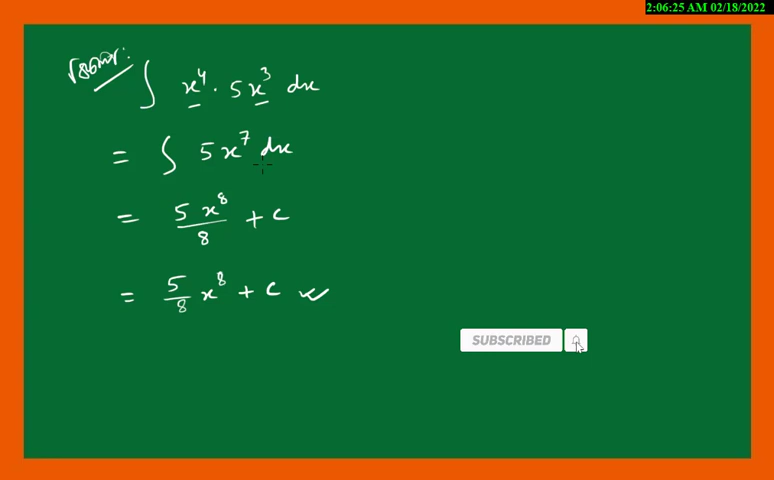 2:06:25 AM 02/18/2022
∫ x⁴ · 5x³ dx
= ∫ 5x⁷ dx
= 5x⁸/8 + c
= 5/8 x⁸ + c
SUBSCRIBED